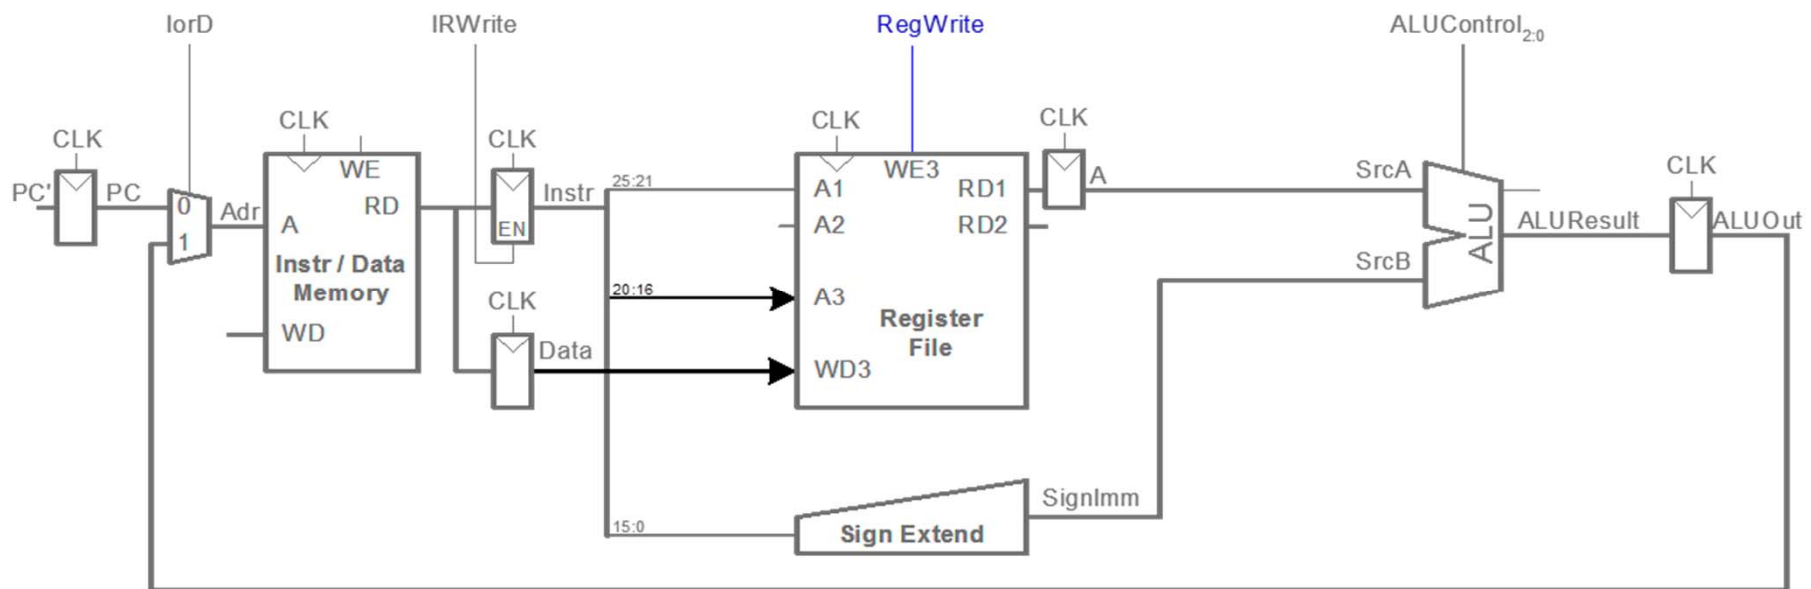 IorD
IRWrite
RegWrite
ALUControl2:0
CLK
CLK
CLK
CLK
CLK
CLK
PC'
PC
0
1
Adr
WE
RD
A
Instr / Data
Memory
WD
EN
Instr
25:21
A1
WE3
RD1
A
SrcA
A2
RD2
ALU
ALUResult
ALUOut
SrcB
20:16
A3
Register
File
CLK
Data
WD3
15:0
Sign Extend
SignImm